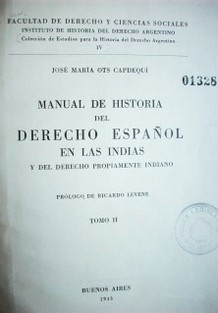 FACULTAD DE DERECHO Y CIENCIAS SOCIALES
INSTITUTO DE HISTORIA DEL DERECHO ARGENTINO
Colección de Estudios para la Historia del Derecho Argentino
IV
JOSÉ MARÍA OTS CAPDEQUÍ
01328
MANUAL DE HISTORIA
DEL
DERECHO ESPAÑOL
EN LAS INDIAS
Y DEL DERECHO PROPIAMENTE INDIANO
PRÓLOGO DE RICARDO LEVENE
TOMO II
BUENOS AIRES
1943